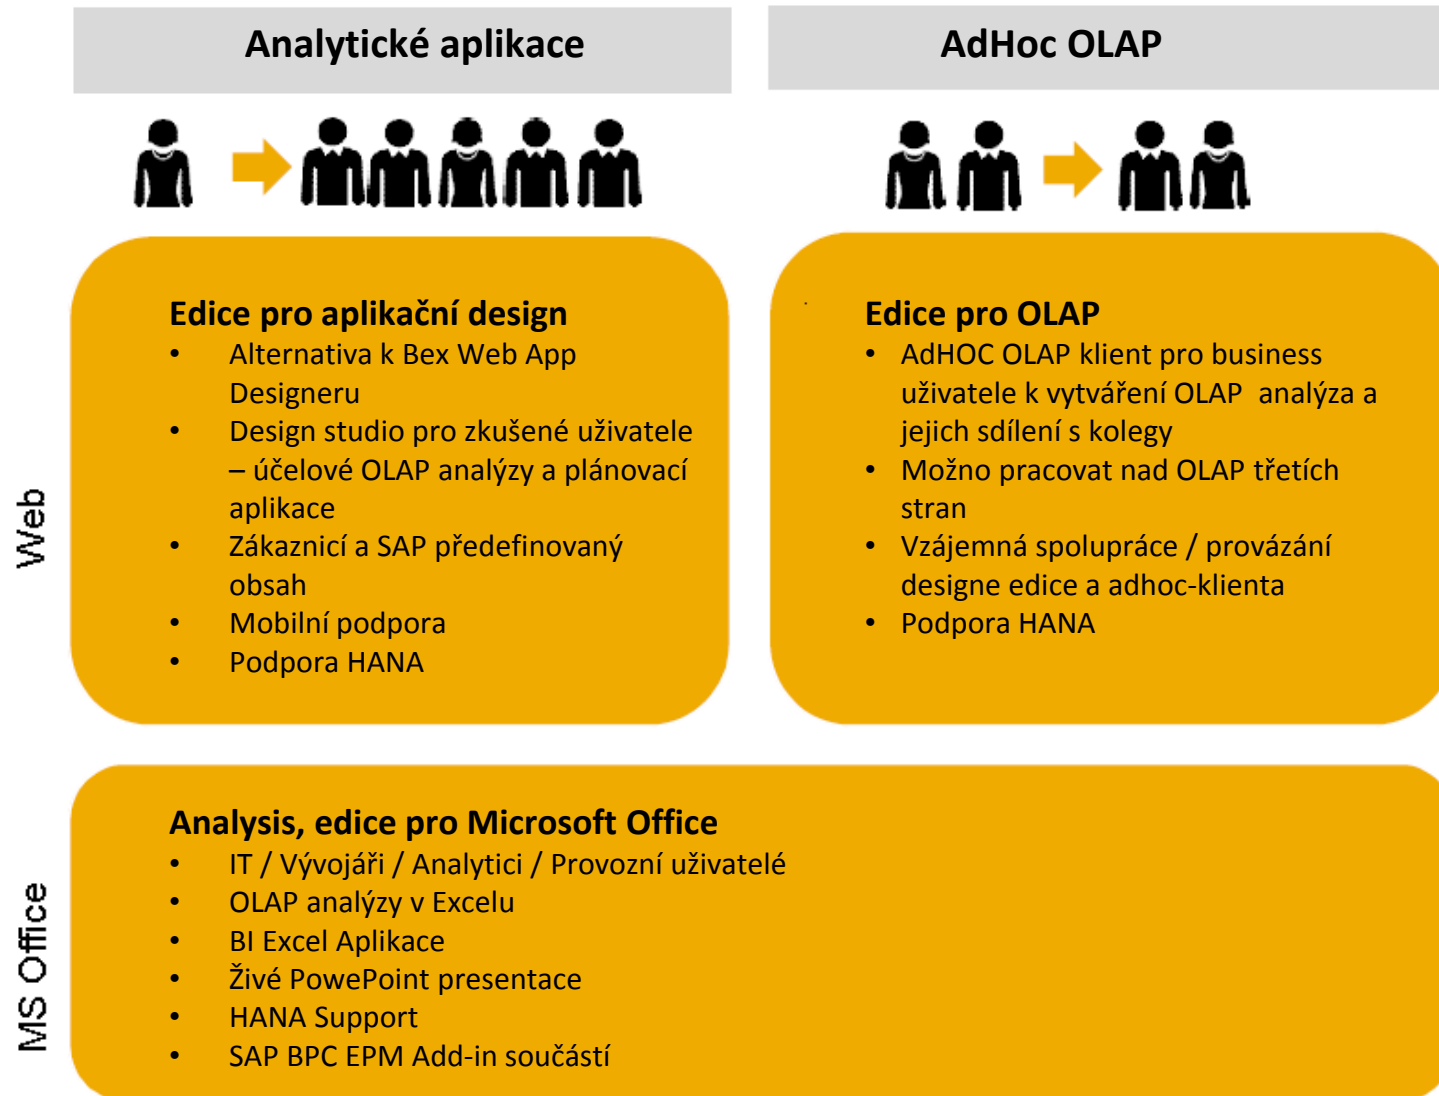 Analytické aplikace
AdHoc OLAP
Web
Edice pro aplikační design
• Alternativa k Bex Web App
Designeru
• Design studio pro zkušené uživatele
– účelové OLAP analýzy a plánovací
aplikace
• Zákaznicí a SAP předefinovaný
obsah
• Mobilní podpora
• Podpora HANA
Edice pro OLAP
• AdHOC OLAP klient pro business
uživatele k vytváření OLAP analýza a
jejich sdílení s kolegy
• Možno pracovat nad OLAP třetích
stran
• Vzájemná spolupráce / provázání
designe edice a adhoc-klienta
• Podpora HANA
MS Office
Analysis, edice pro Microsoft Office
• IT / Vývojáři / Analytici / Provozní uživatelé
• OLAP analýzy v Excelu
• BI Excel Aplikace
• Živé PowePoint presentace
• HANA Support
• SAP BPC EPM Add-in součástí